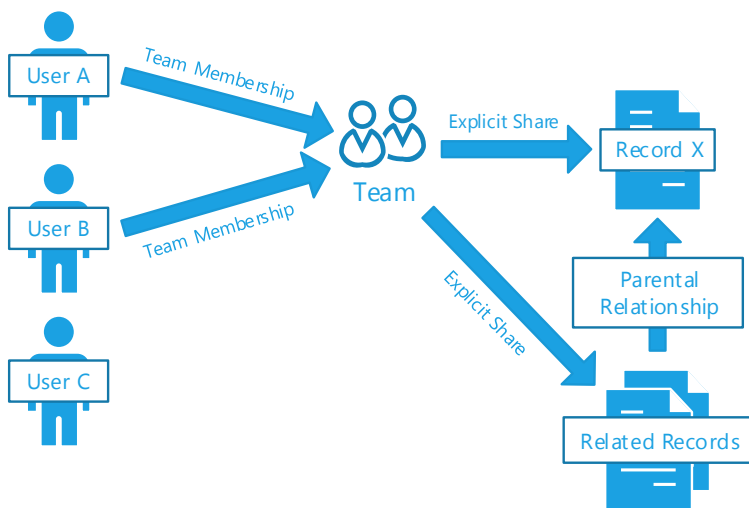 User A
Team Membership
Explicit Share
Record X
Team
User B
Team Membership
Explicit Share
Parental
Relationship
User C
Related Records